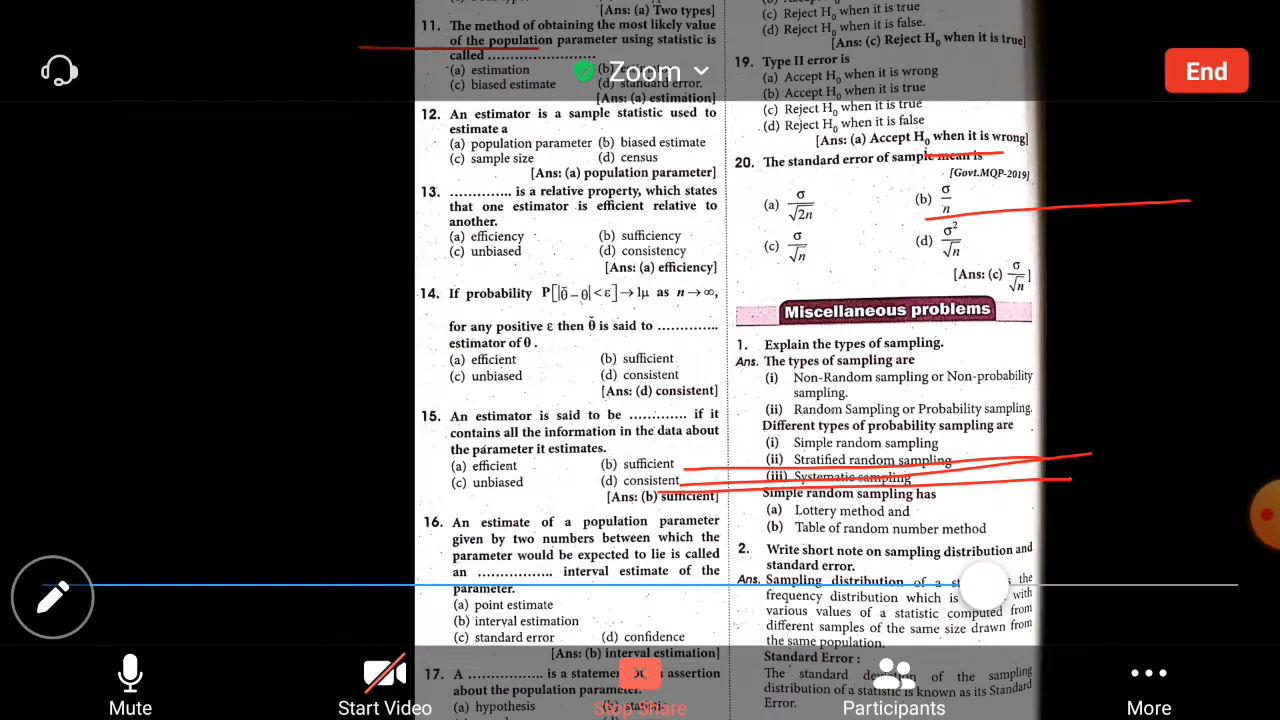 [Ans: (a) Two types]
11. The method of obtaining the most likely value
of the population parameter using statistic is
called .....................
(a) estimation
(c) biased estimate (d) standard error.
[Ans: (a) estimation]
12. An estimator is a sample statistic used to
estimate a
(a) population parameter (b) biased estimate
(c) sample size (d) census
[Ans: (a) population parameter]
13. .............. is a relative property, which states
that one estimator is efficient relative to
another.
(a) efficiency (b) sufficiency
(c) unbiased (d) consistency
[Ans: (a) efficiency]
14. If probability P[|θ̌ – θ| < ε] → 1μ as n → ∞,
for any positive ε then θ̌ is said to ..............
estimator of θ .
(a) efficient (b) sufficient
(c) unbiased (d) consistent
[Ans: (d) consistent]
15. An estimator is said to be ............. if it
contains all the information in the data about
the parameter it estimates.
(a) efficient (b) sufficient
(c) unbiased (d) consistent
[Ans: (b) sufficient]
16. An estimate of a population parameter
given by two numbers between which the
parameter would be expected to lie is called
an ................. interval estimate of the
parameter.
(a) point estimate
(b) interval estimation
(c) standard error (d) confidence
[Ans: (b) interval estimation]
17. A ................. is a statement assertion
about the population parameter.
(a) hypothesis
(c) Reject H0 when it is true
(d) Reject H0 when it is false.
[Ans: (c) Reject H0 when it is true]
19. Type II error is
(a) Accept H0 when it is wrong
(b) Accept H0 when it is true
(c) Reject H0 when it is true
(d) Reject H0 when it is false
[Ans: (a) Accept H0 when it is wrong]
20. The standard error of sample mean is
[Govt.MQP-2019]
(a) σ/√2n (b) σ/n
(c) σ/√n (d) σ²/√n
[Ans: (c) σ/√n]
Miscellaneous problems
1. Explain the types of sampling.
Ans. The types of sampling are
(i) Non-Random sampling or Non-probability
sampling.
(ii) Random Sampling or Probability sampling.
Different types of probability sampling are
(i) Simple random sampling
(ii) Stratified random sampling
(iii) Systematic sampling
Simple random sampling has
(a) Lottery method and
(b) Table of random number method
2. Write short note on sampling distribution and
standard error.
Ans. Sampling distribution of a the
frequency distribution which is with
various values of a statistic computed from
different samples of the same size drawn from
the same population.
Standard Error :
The standard of the sampling
distribution of a statistic is known as its Standard
Error.
Zoom
End
Mute
Start Video
Stop Share
Participants
More